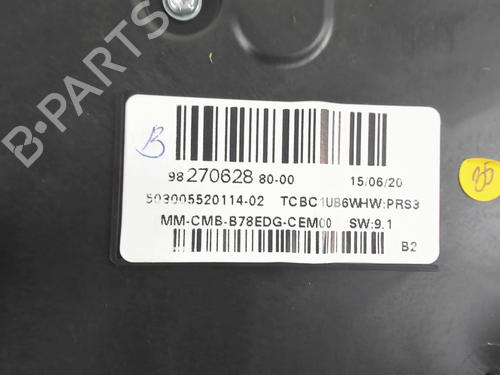 B-PARTS
B
98 270628 80-00 15/06/20
503005520114-02 TCBC1UB6WHW:PRS3
MM-CMB-B78EDG-CEM00 SW:9.1
B2
35